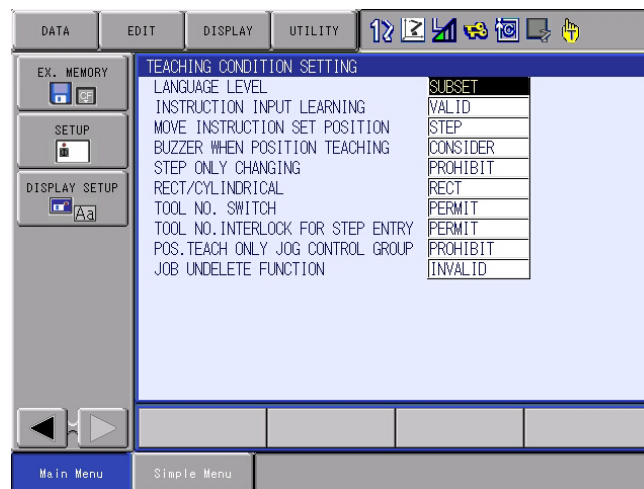 DATA EDIT DISPLAY UTILITY
EX. MEMORY
CF
SETUP
DISPLAY SETUP
Aa
TEACHING CONDITION SETTING
LANGUAGE LEVEL SUBSET
INSTRUCTION INPUT LEARNING VALID
MOVE INSTRUCTION SET POSITION STEP
BUZZER WHEN POSITION TEACHING CONSIDER
STEP ONLY CHANGING PROHIBIT
RECT/CYLINDRICAL RECT
TOOL NO. SWITCH PERMIT
TOOL NO.INTERLOCK FOR STEP ENTRY PERMIT
POS.TEACH ONLY JOG CONTROL GROUP PROHIBIT
JOB UNDELETE FUNCTION INVALID
Main Menu Simple Menu